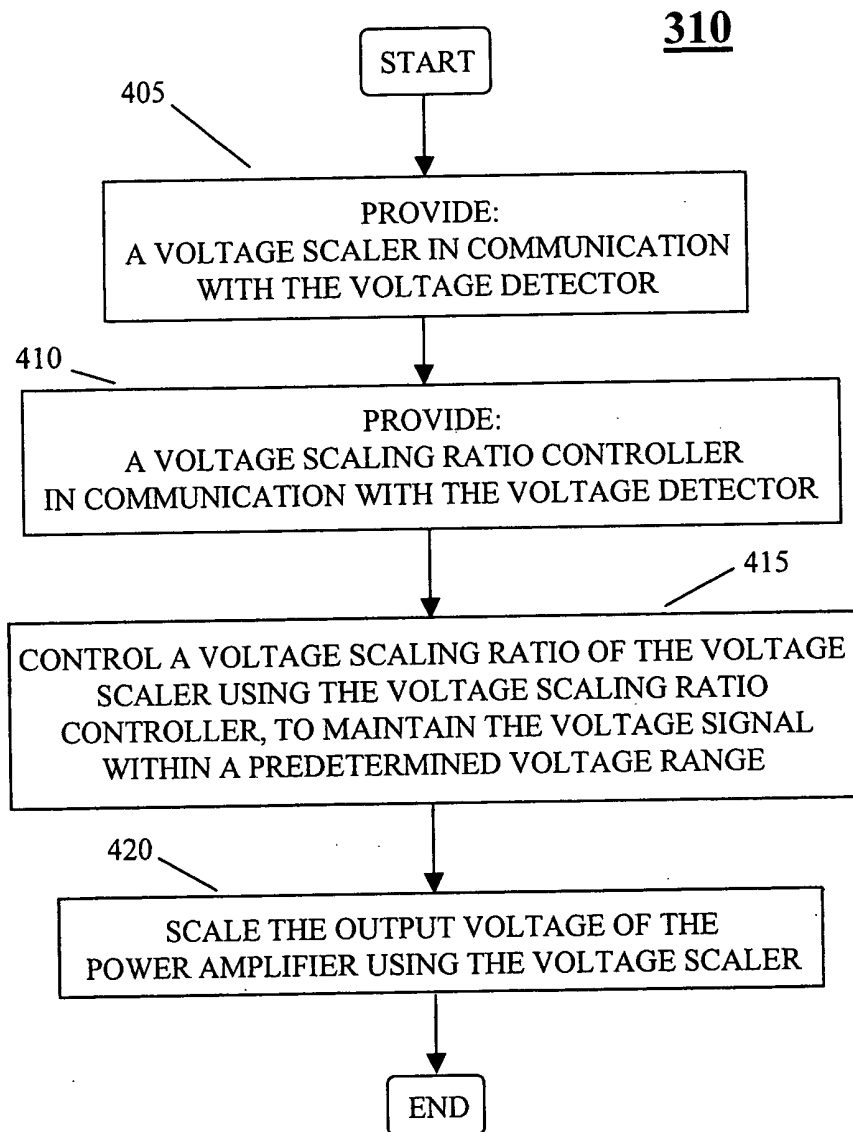 310
START
405
PROVIDE:
A VOLTAGE SCALER IN COMMUNICATION
WITH THE VOLTAGE DETECTOR
410
PROVIDE:
A VOLTAGE SCALING RATIO CONTROLLER
IN COMMUNICATION WITH THE VOLTAGE DETECTOR
415
CONTROL A VOLTAGE SCALING RATIO OF THE VOLTAGE
SCALER USING THE VOLTAGE SCALING RATIO
CONTROLLER, TO MAINTAIN THE VOLTAGE SIGNAL
WITHIN A PREDETERMINED VOLTAGE RANGE
420
SCALE THE OUTPUT VOLTAGE OF THE
POWER AMPLIFIER USING THE VOLTAGE SCALER
END